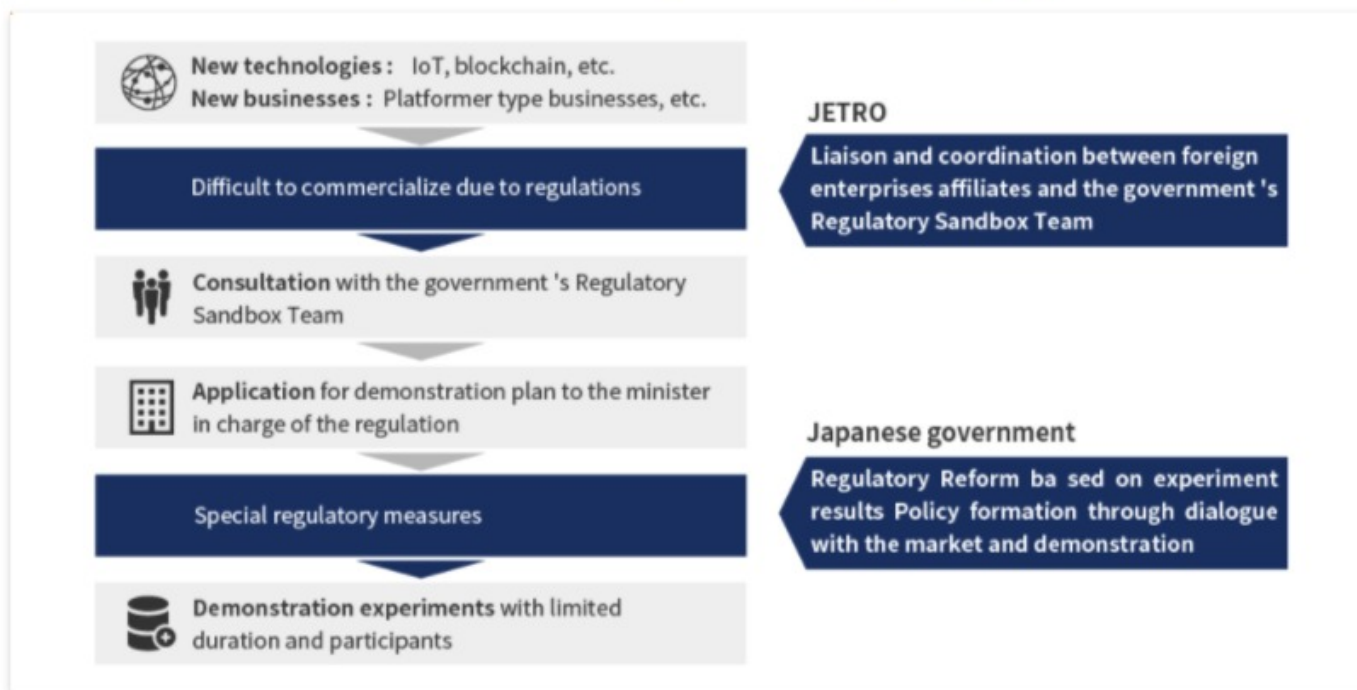 New technologies : IoT, blockchain, etc.
New businesses : Platformer type businesses, etc.
Difficult to commercialize due to regulations
Consultation with the government 's Regulatory
Sandbox Team
Application for demonstration plan to the minister
in charge of the regulation
Special regulatory measures
Demonstration experiments with limited
duration and participants
JETRO
Liaison and coordination between foreign
enterprises affiliates and the government 's
Regulatory Sandbox Team
Japanese government
Regulatory Reform ba sed on experiment
results Policy formation through dialogue
with the market and demonstration